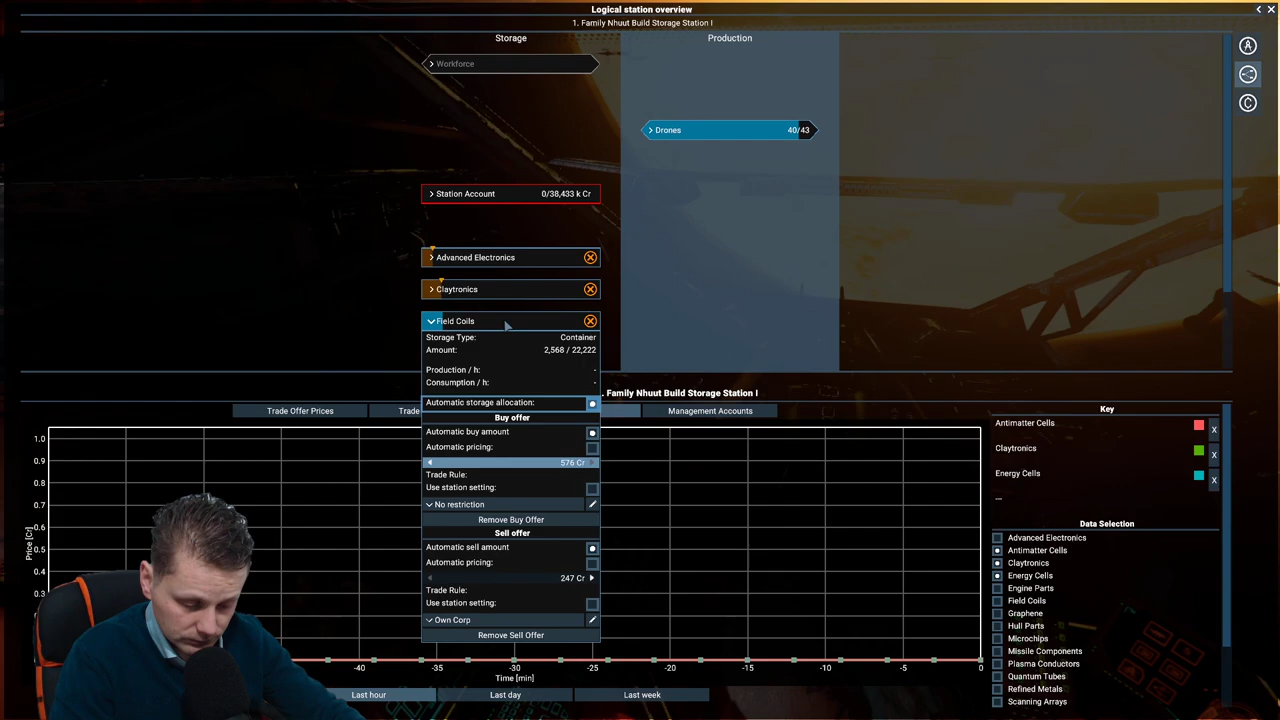 Logical station overview
1. Family Nhuut Build Storage Station I
Storage
Production
Workforce
Drones 40/43
Station Account 0/38,433 k Cr
Advanced Electronics
Claytronics
Field Coils
Storage Type: Container
Amount: 2,568 / 22,222
Production / h: -
Consumption / h: -
Automatic storage allocation:
Buy offer
Automatic buy amount
Automatic pricing:
576 Cr
Trade Rule:
Use station setting:
No restriction
Remove Buy Offer
Sell offer
Automatic sell amount
Automatic pricing:
247 Cr
Trade Rule:
Use station setting:
Own Corp
Remove Sell Offer
. Family Nhuut Build Storage Station I
Trade Offer Prices
Trade
Management Accounts
1.0
0.9
0.8
0.7
0.6
0.5
0.4
0.3
Price [Cr]
-40
-35
-30
-25
-20
-15
-10
-5
0
Time [min]
Last hour
Last day
Last week
Key
Antimatter Cells X
Claytronics X
Energy Cells X
Data Selection
Advanced Electronics
Antimatter Cells
Claytronics
Energy Cells
Engine Parts
Field Coils
Graphene
Hull Parts
Microchips
Missile Components
Plasma Conductors
Quantum Tubes
Refined Metals
Scanning Arrays